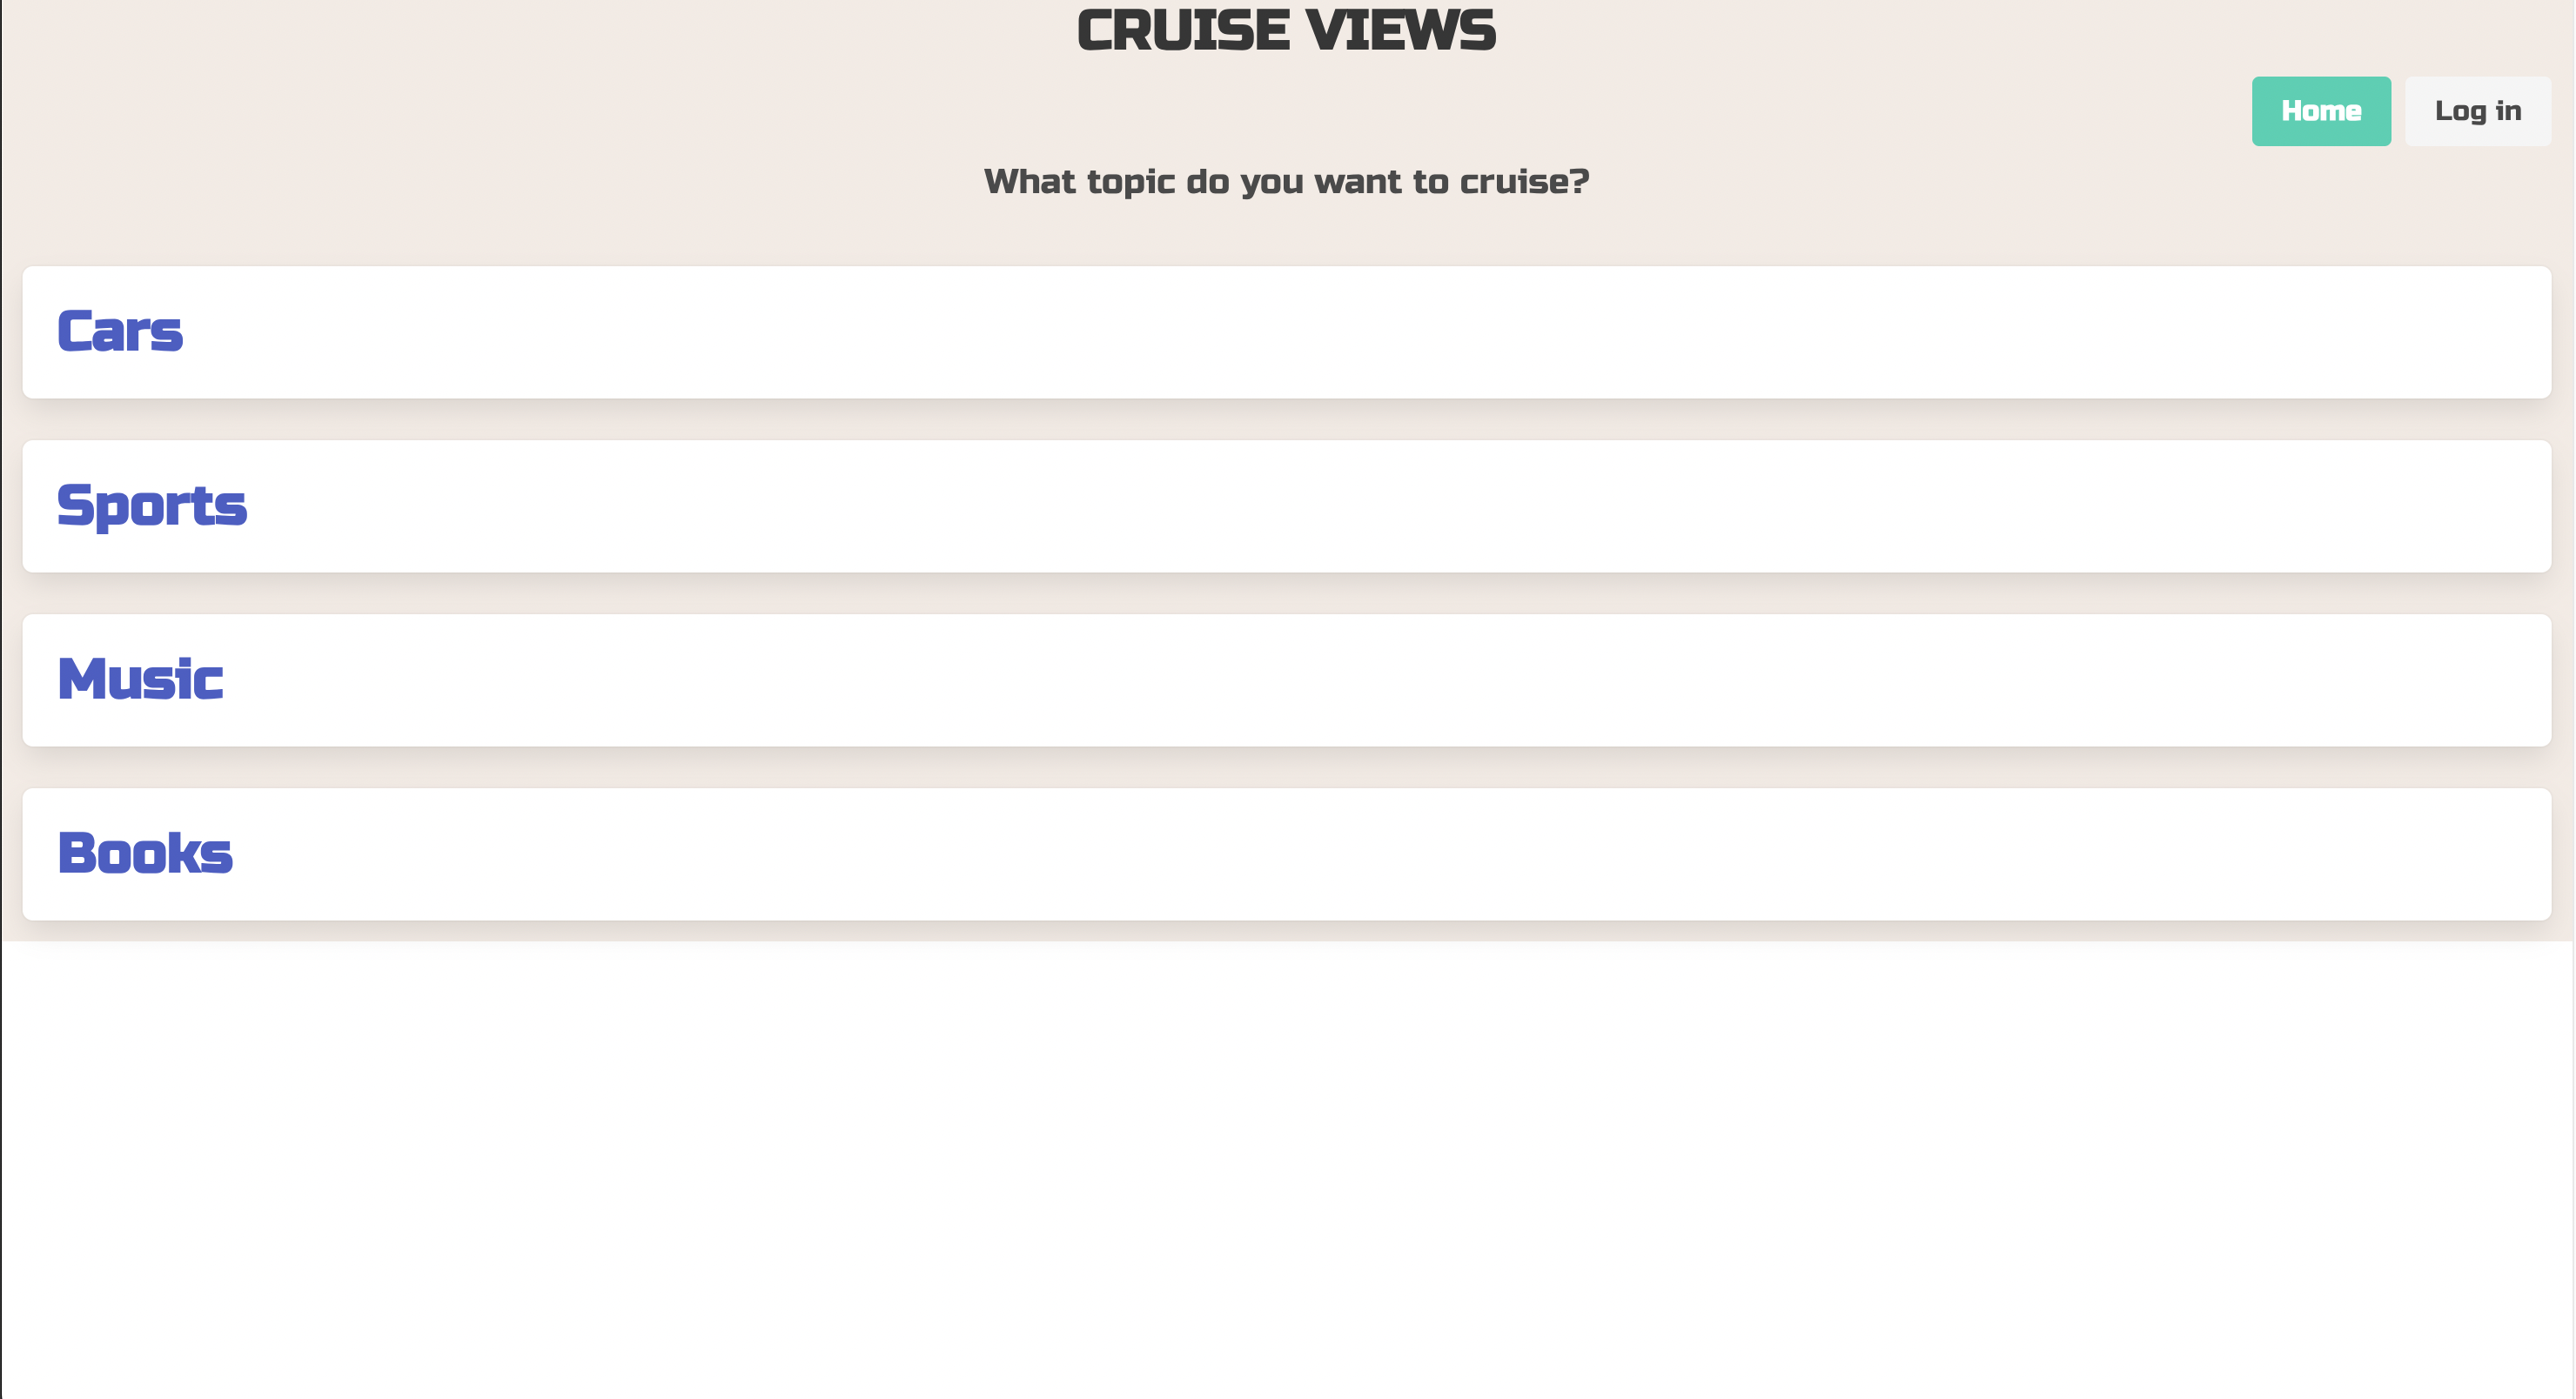 CRUISE VIEWS
Home Log in
What topic do you want to cruise?
Cars
Sports
Music
Books